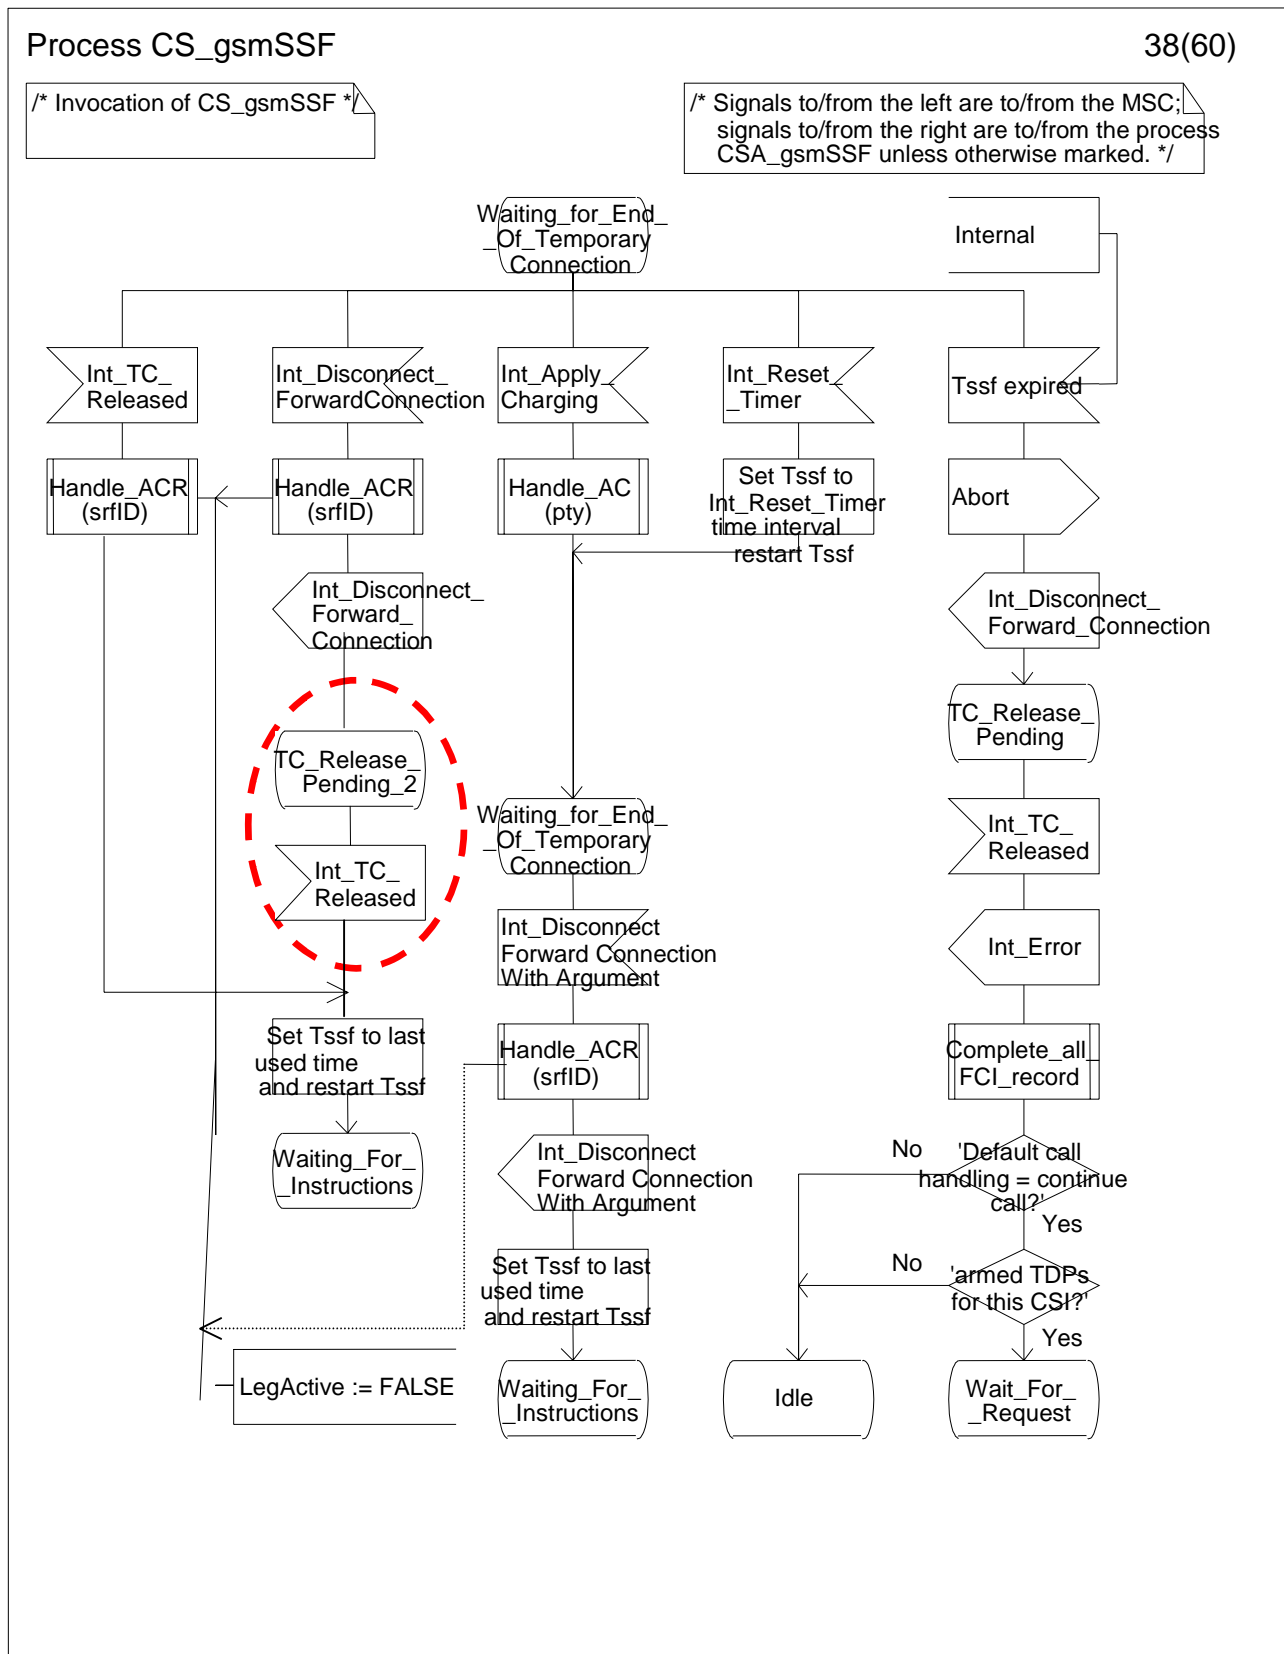 Process CS_gsmSSF
38(60)
/* Invocation of CS_gsmSSF */
/* Signals to/from the left are to/from the MSC;
signals to/from the right are to/from the process
CSA_gsmSSF unless otherwise marked. */
Waiting_for_End_
_Of_Temporary
Connection
Internal
Int_TC_
Released
Int_Disconnect_
ForwardConnection
Int_Apply_
Charging
Int_Reset_
_Timer
Tssf expired
Handle_ACR
(srfID)
Handle_ACR
(srfID)
Handle_AC
(pty)
Set Tssf to
Int_Reset_Timer
time interval
restart Tssf
Abort
Int_Disconnect_
Forward_
Connection
Int_Disconnect_
Forward_Connection
TC_Release_
Pending_2
TC_Release_
Pending
Waiting_for_End_
_Of_Temporary
Connection
Int_TC_
Released
Int_TC_
Released
Int_Disconnect
Forward Connection
With Argument
Int_Error
Set Tssf to last
used time
and restart Tssf
Handle_ACR
(srfID)
Complete_all_
FCI_record
Waiting_For_
_Instructions
Int_Disconnect
Forward Connection
With Argument
No
'Default call
handling = continue
call?'
Yes
Set Tssf to last
used time
and restart Tssf
No
'armed TDPs
for this CSI?'
Yes
LegActive := FALSE
Waiting_For_
_Instructions
Idle
Wait_For_
_Request